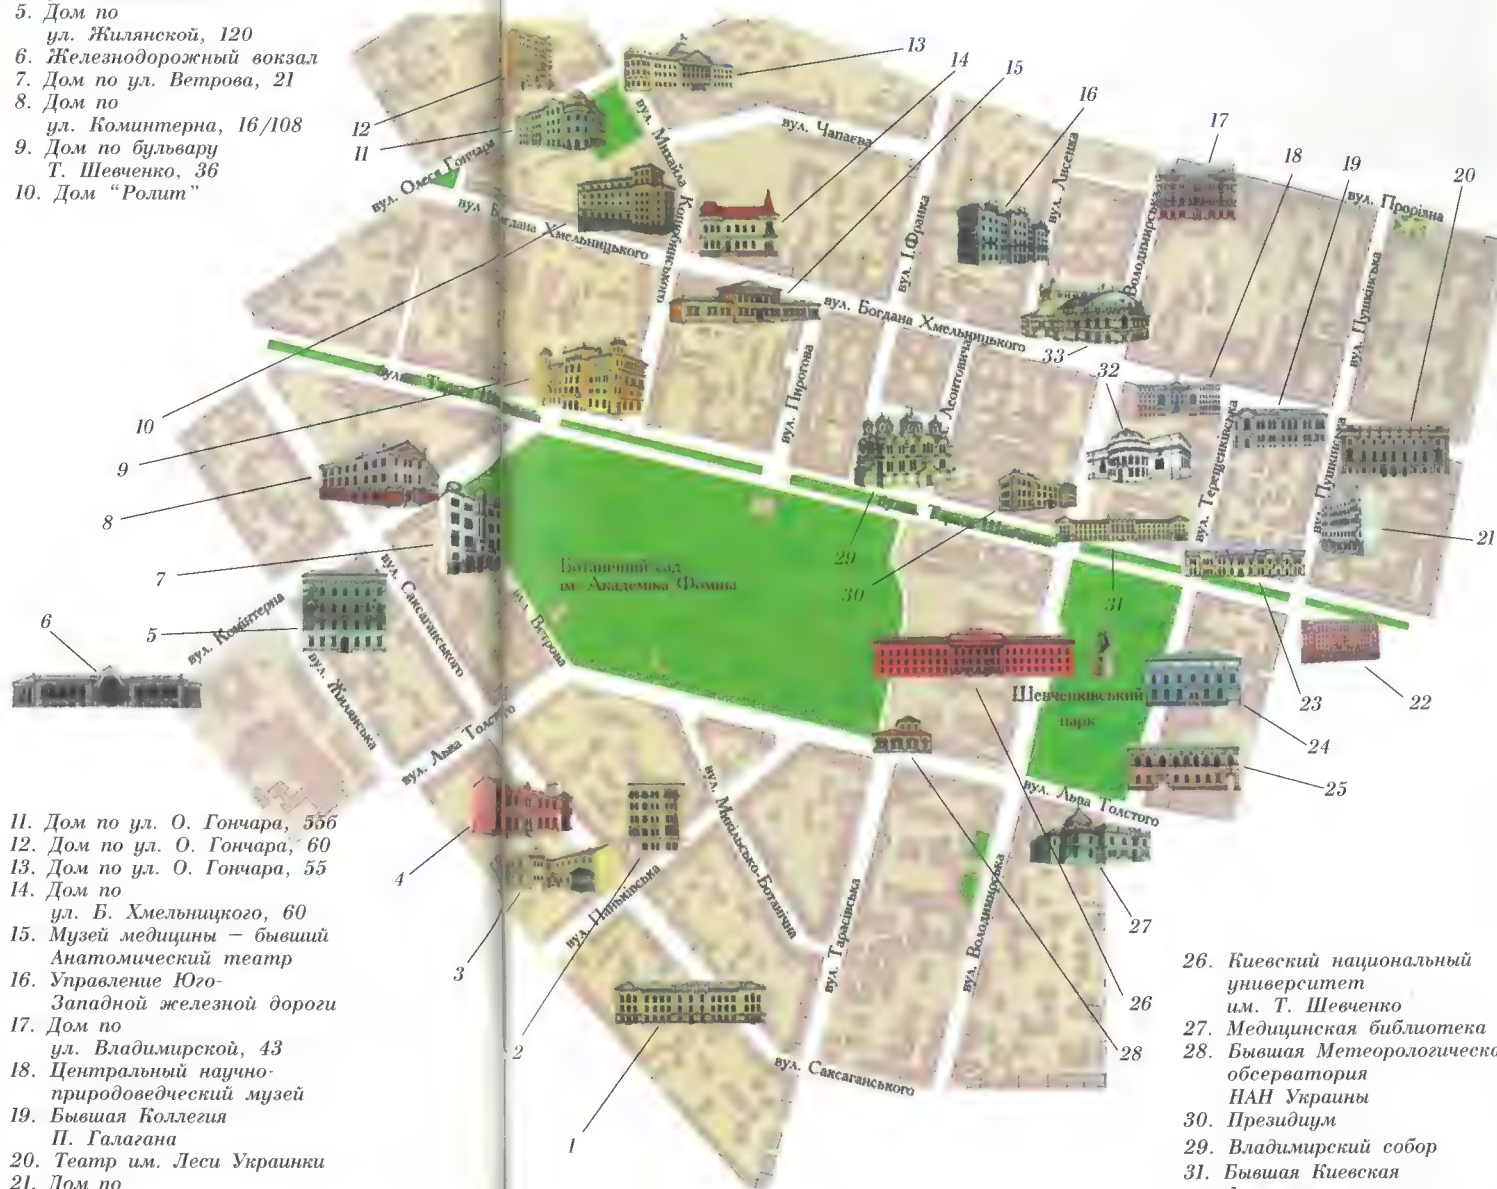 5. Дом по
ул. Жилянской, 120
6. Железнодорожный вокзал
7. Дом по ул. Ветрова, 21
8. Дом по
ул. Коминтерна, 16/108
9. Дом по бульвару
Т. Шевченко, 36
10. Дом “Ролит”
13
14
15
16
17
18
19
20
12
11
вул. Олеся Гончара
вул. Михайла Коцюбинського
вул. Чапаєва
вул. Лисенка
вул. Прорізна
вул. Богдана Хмельницького
вул. І. Франка
Володимирська
вул. Пушкінська
вул. Богдана Хмельницького
33
32
вул. Пирогова
Леонтовича
вул. Терещенківська
вул. Пушкінська
10
9
8
7
29
30
31
21
Ботанічний сад
ім. Академіка Фоміна
вул. Саксаганського
вул. Вєтрова
6
5
вул. Комінтерна
вул. Жилянська
Шевченківський
парк
22
23
24
25
вул. Льва Толстого
вул. Льва Толстого
вул. Микільсько-Ботанічна
вул. Паньківська
вул. Тарасівська
вул. Володимирська
4
3
2
1
27
26
28
вул. Саксаганського
11. Дом по ул. О. Гончара, 55б
12. Дом по ул. О. Гончара, 60
13. Дом по ул. О. Гончара, 55
14. Дом по
ул. Б. Хмельницкого, 60
15. Музей медицины – бывший
Анатомический театр
16. Управление Юго-
Западной железной дороги
17. Дом по
ул. Владимирской, 43
18. Центральный научно-
природоведческий музей
19. Бывшая Коллегия
П. Галагана
20. Театр им. Леси Украинки
21. Дом по
26. Киевский национальный
университет
им. Т. Шевченко
27. Медицинская библиотека
28. Бывшая Метеорологическо
обсерватория
НАН Украины
30. Президиум
29. Владимирский собор
31. Бывшая Киевская